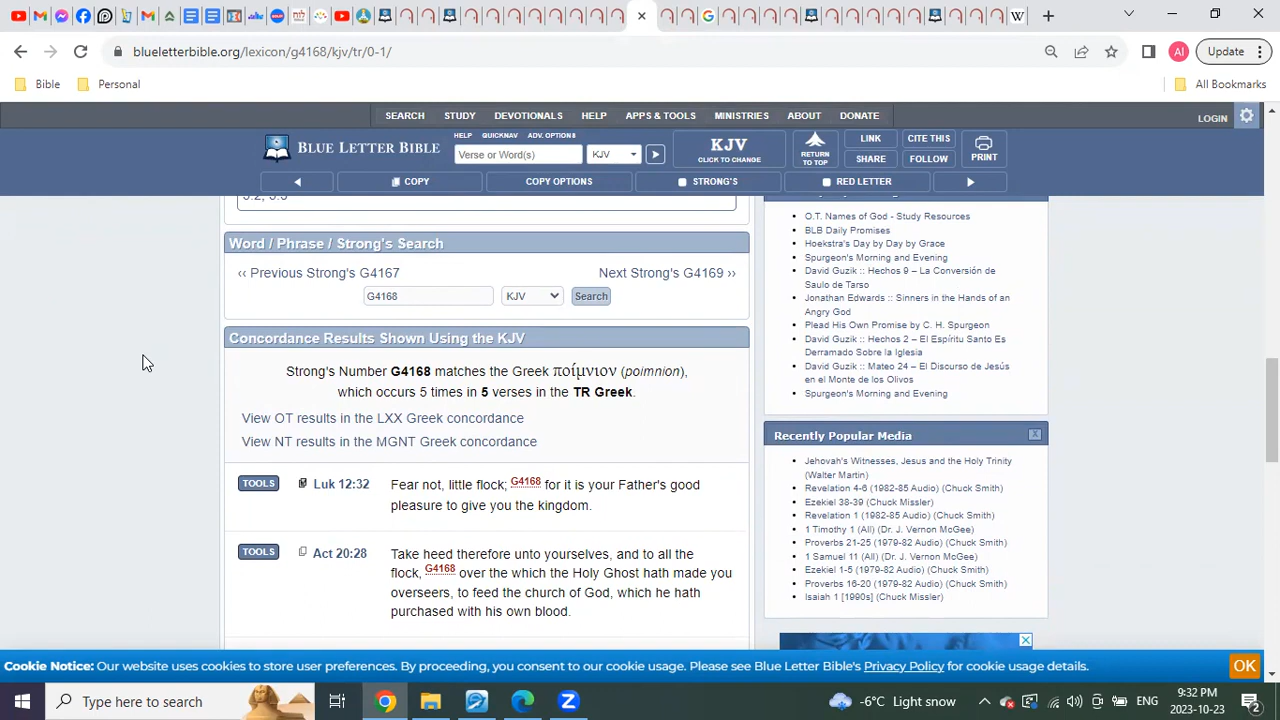 blueletterbible.org/lexicon/g4168/kjv/tr/0-1/
AI
Update
Bible
Personal
All Bookmarks
SEARCH STUDY DEVOTIONALS HELP APPS & TOOLS MINISTRIES ABOUT DONATE
LOGIN
HELP QUICKNAV ADV. OPTIONS
BLUE LETTER BIBLE
Verse or Word(s)
KJV
KJV
CLICK TO CHANGE
RETURN
TO TOP
LINK
CITE THIS
SHARE
FOLLOW
PRINT
COPY
COPY OPTIONS
STRONG'S
RED LETTER
Word / Phrase / Strong's Search
‹‹ Previous Strong's G4167
Next Strong's G4169 ››
G4168
KJV
Search
Concordance Results Shown Using the KJV
Strong's Number G4168 matches the Greek ποίμνιον (poimnion),
which occurs 5 times in 5 verses in the TR Greek.
View OT results in the LXX Greek concordance
View NT results in the MGNT Greek concordance
TOOLS
Luk 12:32
Fear not, little flock; G4168 for it is your Father's good
pleasure to give you the kingdom.
TOOLS
Act 20:28
Take heed therefore unto yourselves, and to all the
flock, G4168 over the which the Holy Ghost hath made you
overseers, to feed the church of God, which he hath
purchased with his own blood.
O.T. Names of God - Study Resources
BLB Daily Promises
Hoekstra's Day by Day by Grace
Spurgeon's Morning and Evening
David Guzik :: Hechos 9 – La Conversión de
Saulo de Tarso
Jonathan Edwards :: Sinners in the Hands of an
Angry God
Plead His Own Promise by C. H. Spurgeon
David Guzik :: Hechos 2 – El Espíritu Santo Es
Derramado Sobre la Iglesia
David Guzik :: Mateo 24 – El Discurso de Jesús
en el Monte de los Olivos
Spurgeon's Morning and Evening
Recently Popular Media
Jehovah's Witnesses, Jesus and the Holy Trinity
(Walter Martin)
Revelation 4-6 (1982-85 Audio) (Chuck Smith)
Ezekiel 38-39 (Chuck Missler)
Revelation 1 (1982-85 Audio) (Chuck Smith)
1 Timothy 1 (All) (Dr. J. Vernon McGee)
Proverbs 21-25 (1979-82 Audio) (Chuck Smith)
1 Samuel 11 (All) (Dr. J. Vernon McGee)
Ezekiel 1-5 (1979-82 Audio) (Chuck Smith)
Proverbs 16-20 (1979-82 Audio) (Chuck Smith)
Isaiah 1 [1990s] (Chuck Missler)
Cookie Notice: Our website uses cookies to store user preferences. By proceeding, you consent to our cookie usage. Please see Blue Letter Bible's Privacy Policy for cookie usage details.
OK
Type here to search
-6°C Light snow
ENG
9:32 PM
2023-10-23
2